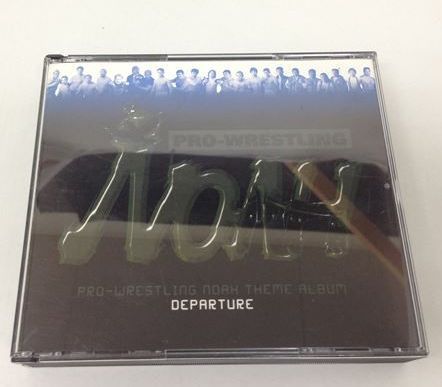 PRO-WRESTLING
NOAH
PRO-WRESTLING NOAH THEME ALBUM
DEPARTURE